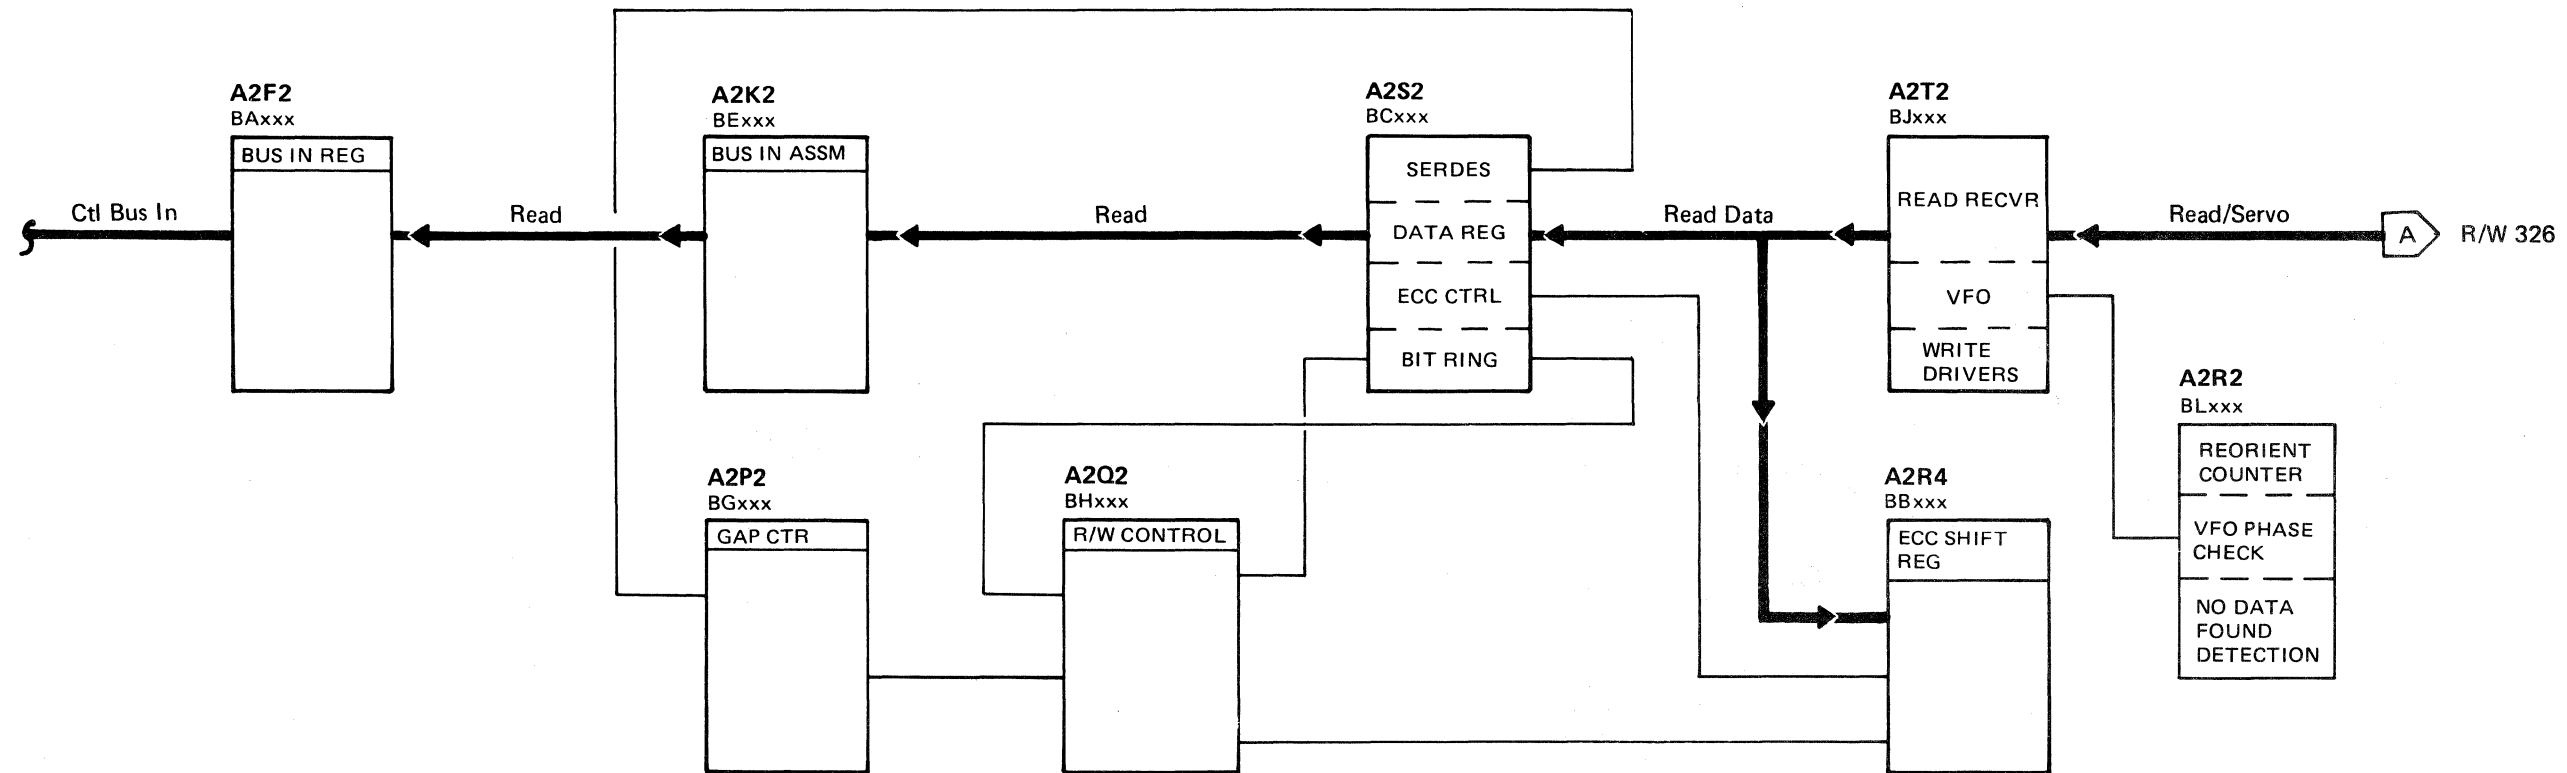 A2F2
BAxxx
BUS IN REG
Ctl Bus In
Read
A2K2
BExxx
BUS IN ASSM
Read
A2S2
BCxxx
SERDES
DATA REG
ECC CTRL
BIT RING
Read Data
A2T2
BJxxx
READ RECVR
VFO
WRITE
DRIVERS
Read/Servo
A
R/W 326
A2R2
BLxxx
REORIENT
COUNTER
VFO PHASE
CHECK
NO DATA
FOUND
DETECTION
A2P2
BGxxx
GAP CTR
A2Q2
BHxxx
R/W CONTROL
A2R4
BBxxx
ECC SHIFT
REG